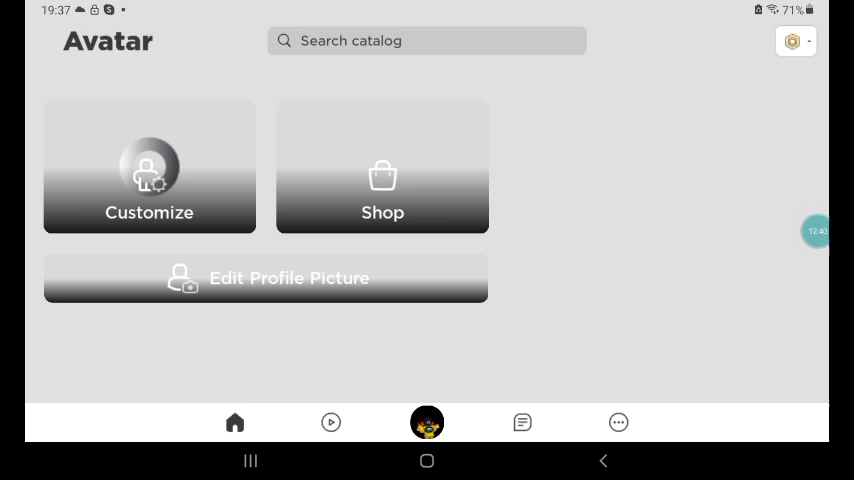 19:37
71%
Avatar
Search catalog
Customize
Shop
12:40
Edit Profile Picture